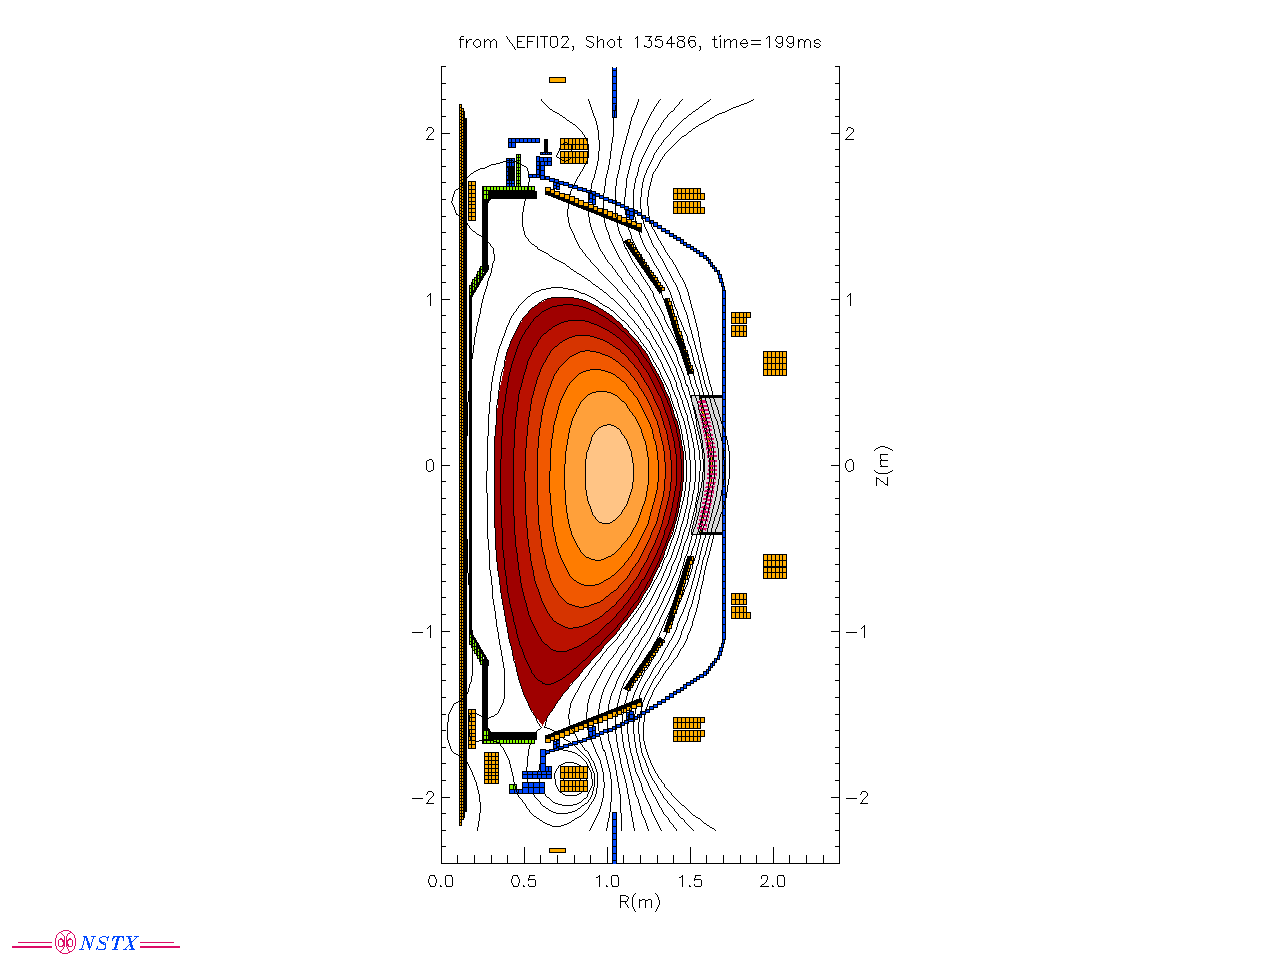 from \EFIT02, Shot 135486, time=199ms
2 2
1 1
0 0
Z(m)
−1 −1
−2 −2
0.0 0.5 1.0 1.5 2.0
R(m)
NSTX